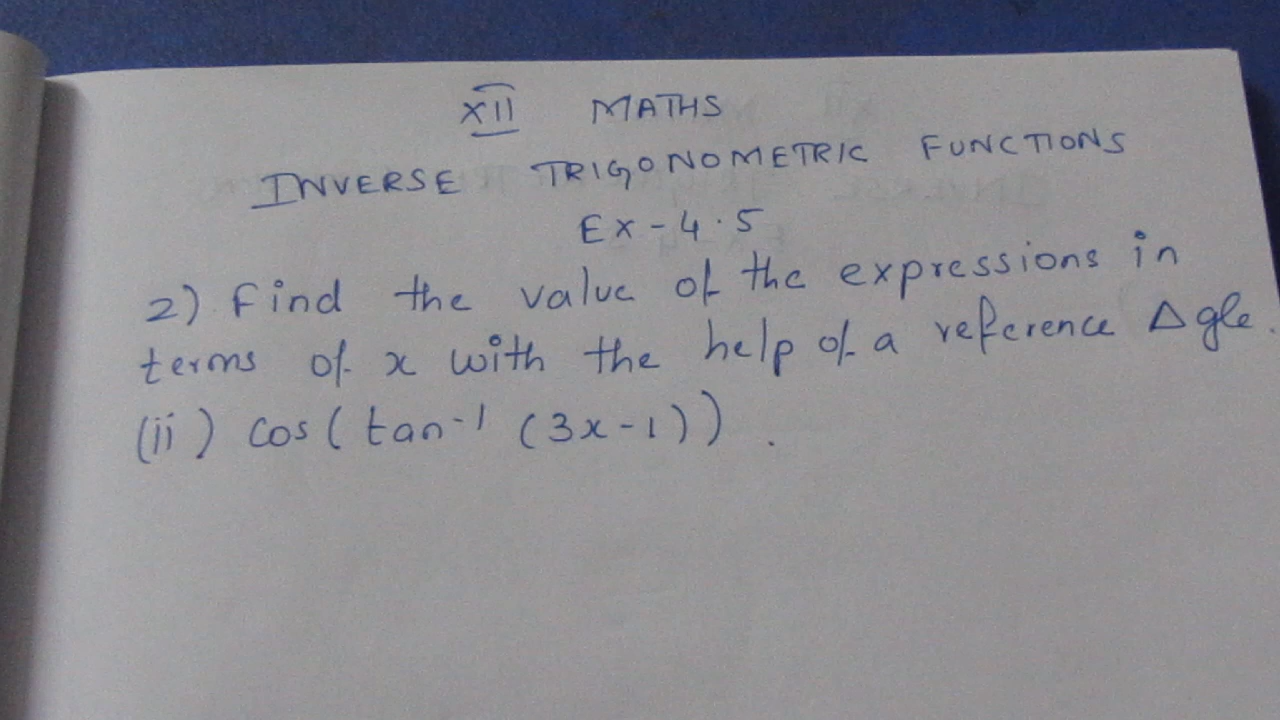 XII MATHS
INVERSE TRIGONOMETRIC FUNCTIONS
Ex - 4.5
2) Find the value of the expressions in
terms of x with the help of a reference Δgle.
(ii) cos(tan⁻¹ (3x-1)).